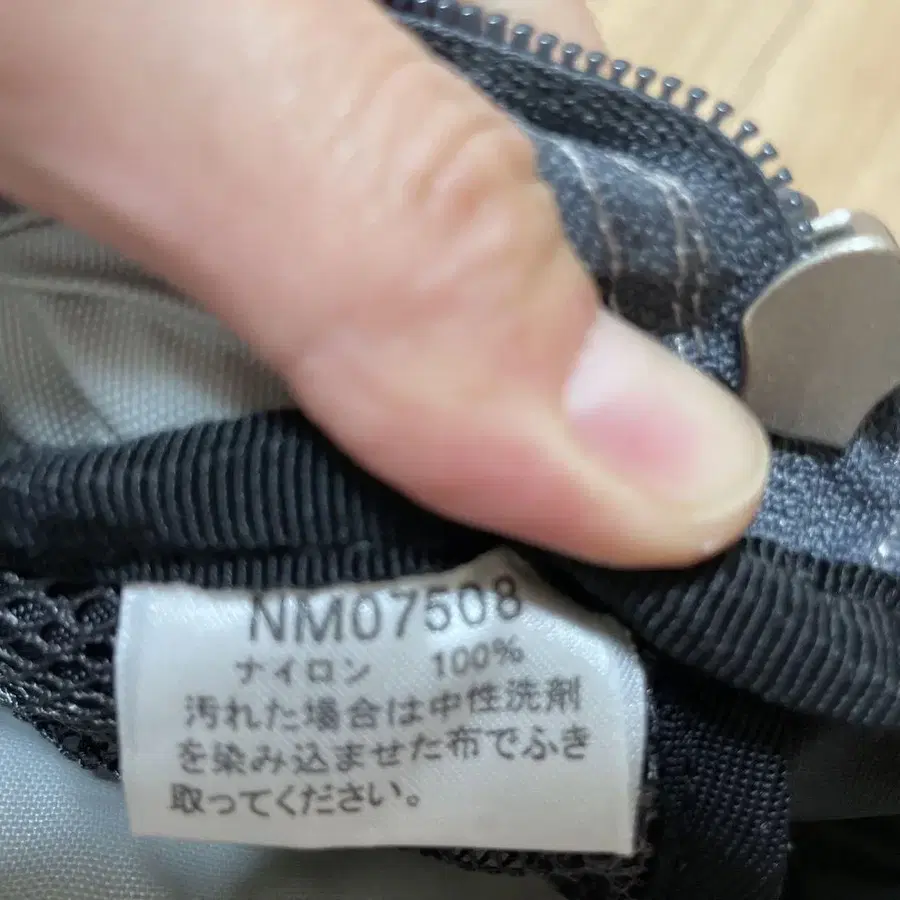 NM07508
ナイロン 100%
汚れた場合は中性洗剤
を染み込ませた布でふき
取ってください。